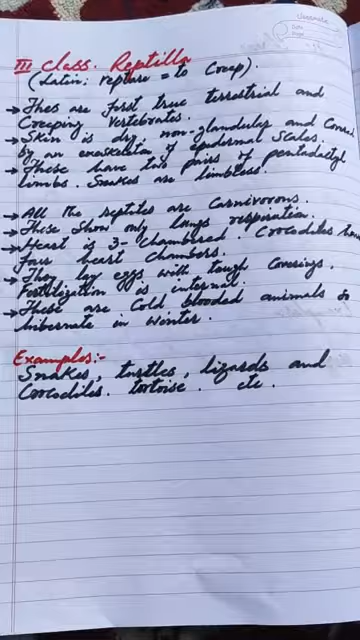 III Class. Reptilia
(Latin: repture = to Creep).
→ Thes are first true terrestrial and
Creeping Vertebrates.
→ Skin is dry, non-glandular and Covered
by an exoskeleton of epidermal Scales.
→ These have two pairs of pentadactyl
limbs. Snakes are limbless.
→ All the reptiles are Carnivorous.
→ These Show only lungs respiration.
→ Heart is 3-Chambered. Crocodiles have
four heart Chambers.
→ They lay eggs with tough Coverings.
Fertilization is internal.
→ These are Cold blooded animals so
hibernate in Winter.
Examples:-
Snakes, turtles, lizards and
Crocodiles. tortoise. etc.